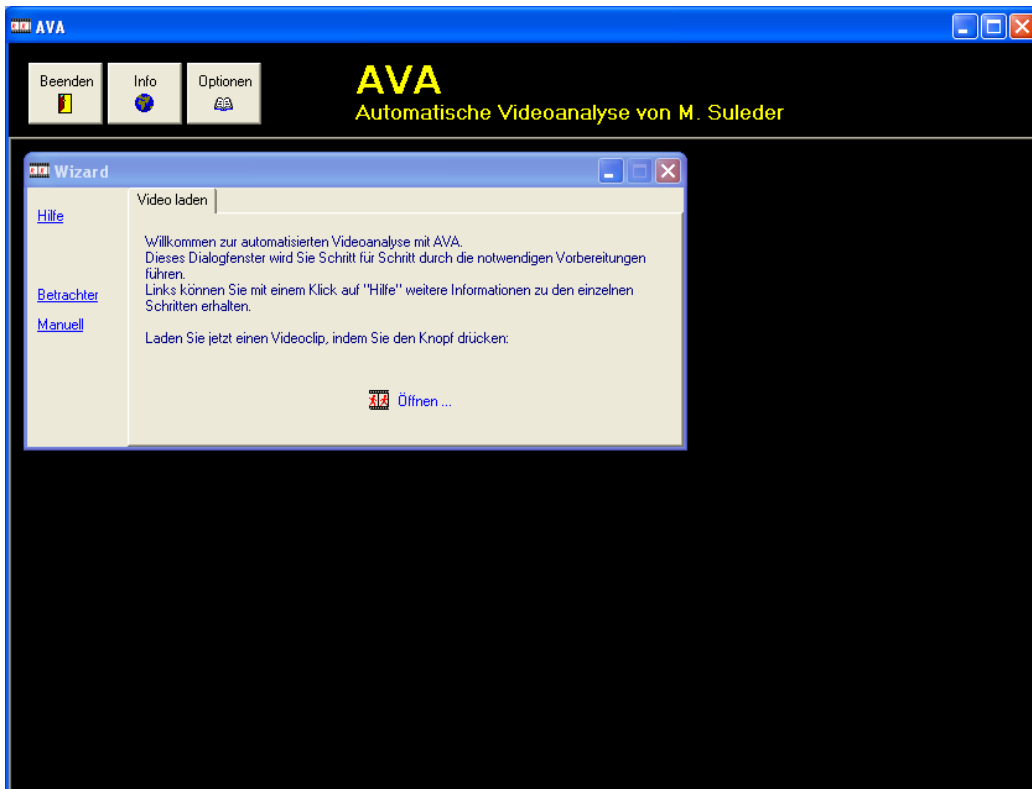 AVA
Beenden
Info
Optionen
AVA
Automatische Videoanalyse von M. Suleder
Wizard
Hilfe
Betrachter
Manuell
Video laden
Willkommen zur automatisierten Videoanalyse mit AVA.
Dieses Dialogfenster wird Sie Schritt für Schritt durch die notwendigen Vorbereitungen
führen.
Links können Sie mit einem Klick auf "Hilfe" weitere Informationen zu den einzelnen
Schritten erhalten.
Laden Sie jetzt einen Videoclip, indem Sie den Knopf drücken:
Öffnen ...